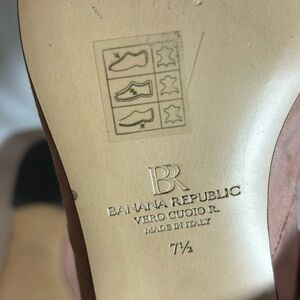 BR
BANANA REPUBLIC
VERO CUOIO R.
MADE IN ITALY
7½